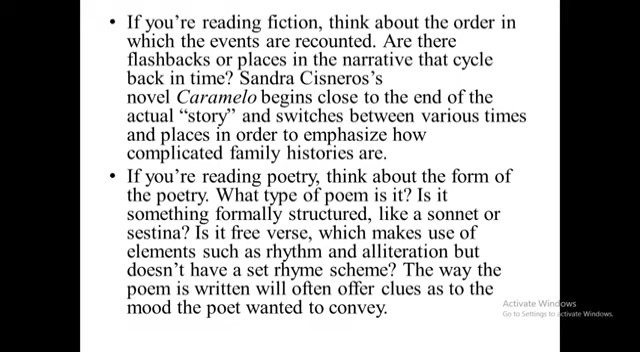 • If you’re reading fiction, think about the order in
which the events are recounted. Are there
flashbacks or places in the narrative that cycle
back in time? Sandra Cisneros’s
novel Caramelo begins close to the end of the
actual “story” and switches between various times
and places in order to emphasize how
complicated family histories are.
• If you’re reading poetry, think about the form of
the poetry. What type of poem is it? Is it
something formally structured, like a sonnet or
sestina? Is it free verse, which makes use of
elements such as rhythm and alliteration but
doesn’t have a set rhyme scheme? The way the
poem is written will often offer clues as to the
mood the poet wanted to convey.
Activate Windows
Go to Settings to activate Windows.